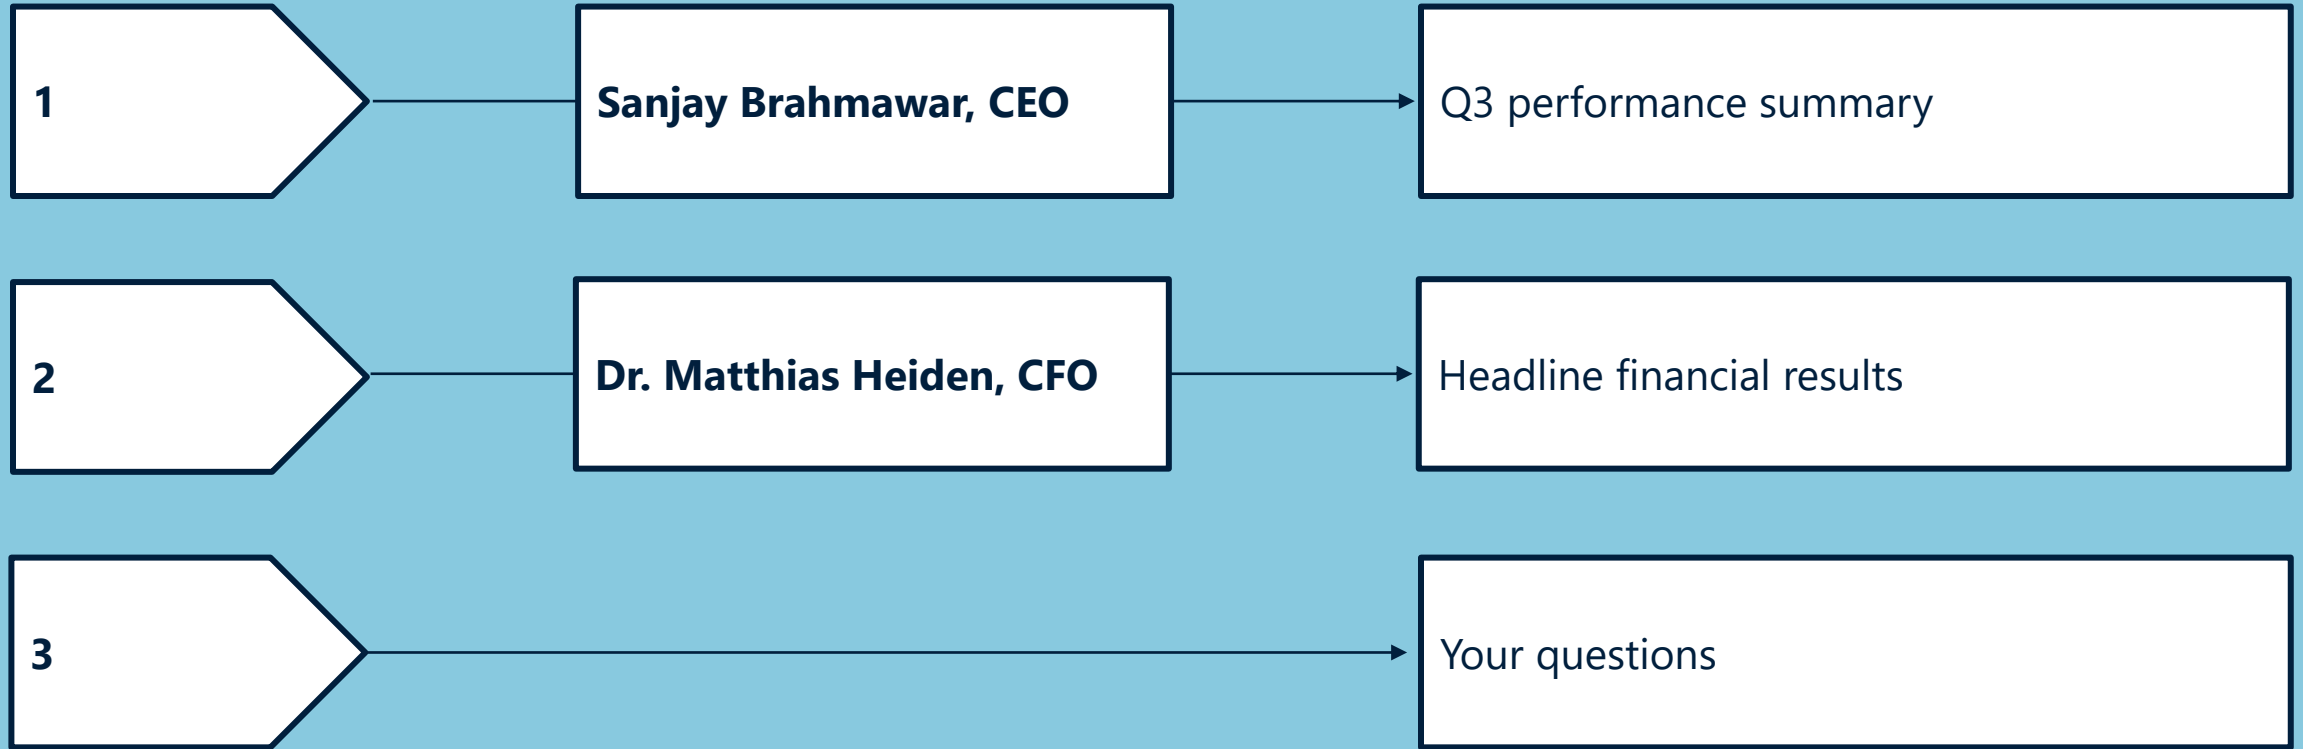 1
Sanjay Brahmawar, CEO
Q3 performance summary
2
Dr. Matthias Heiden, CFO
Headline financial results
3
Your questions